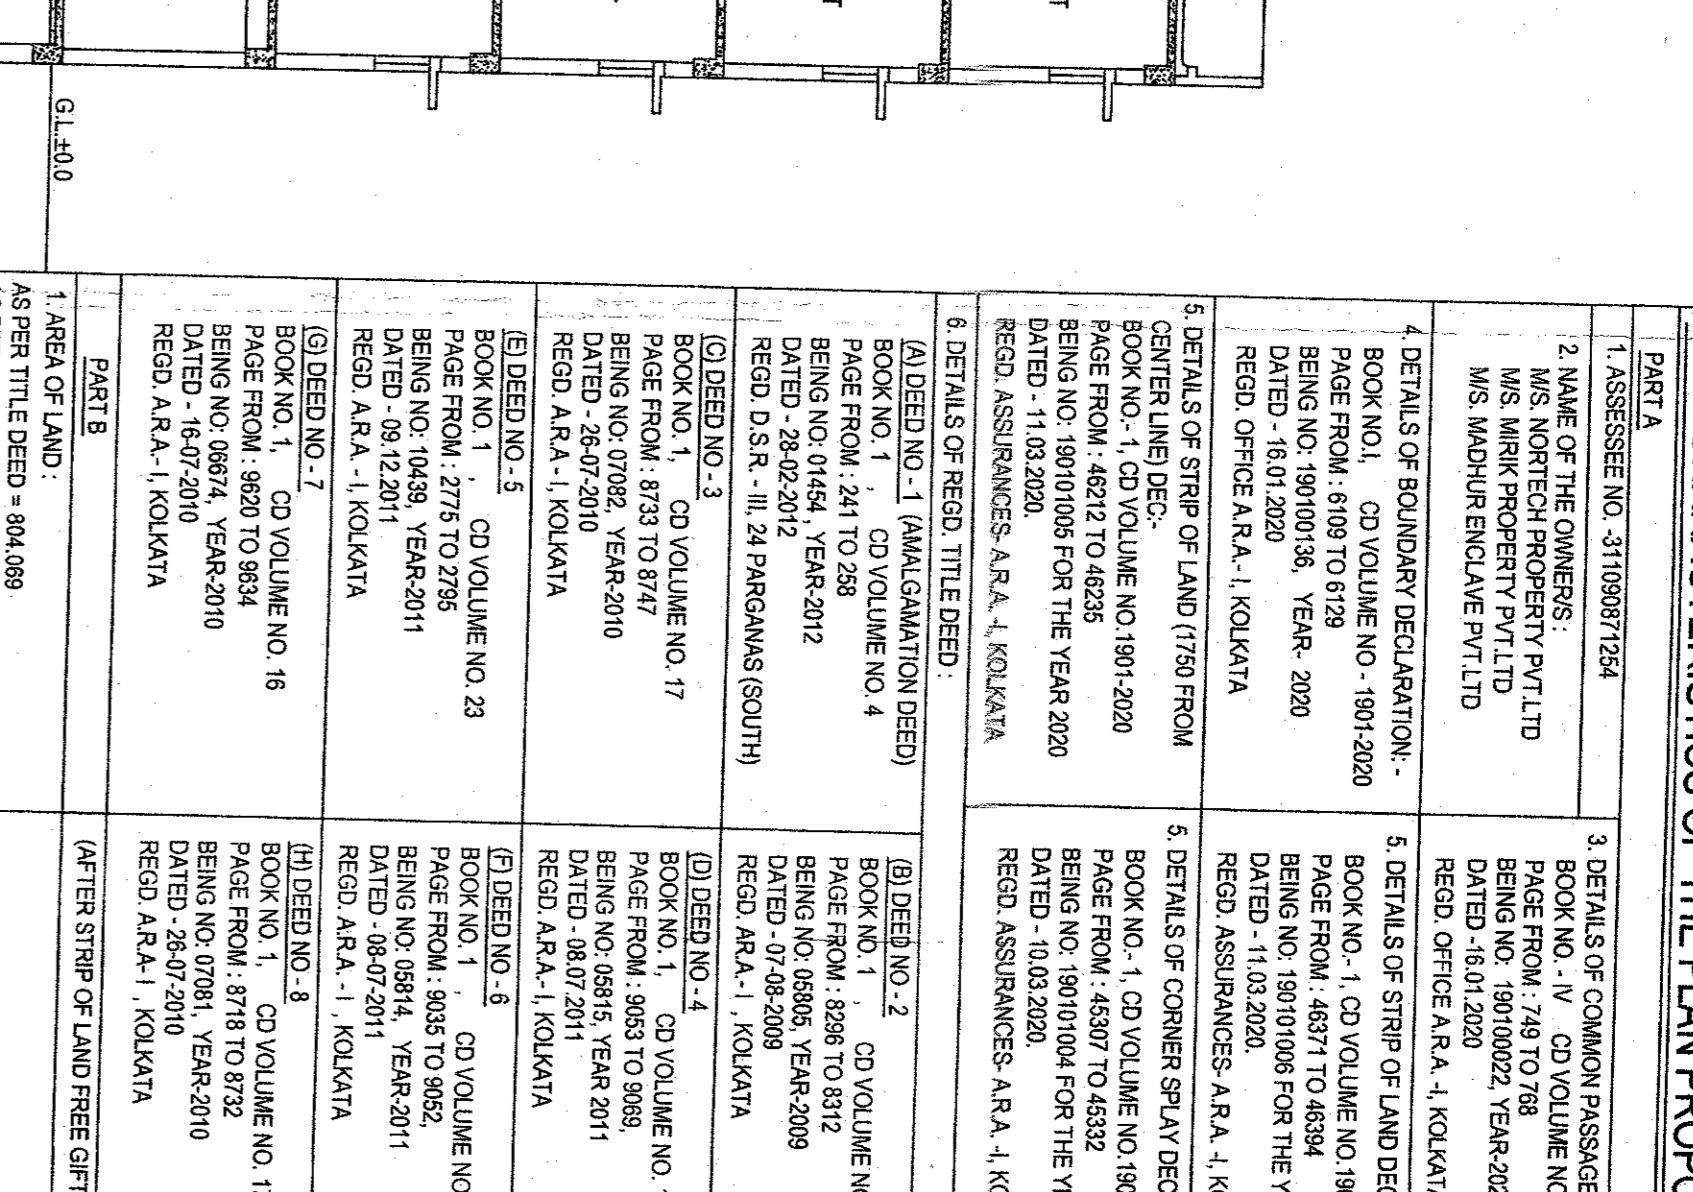 PART A
1. ASSESSEE NO. -311090871254
2. NAME OF THE OWNER/S :
M/S. NORTECH PROPERTY PVT.LTD
M/S. MIRIK PROPERTY PVT.LTD
M/S. MADHUR ENCLAVE PVT.LTD
3. DETAILS OF COMMON PASSAGE
BOOK NO. - IV CD VOLUME NO
PAGE FROM : 749 TO 768
BEING NO: 190100022, YEAR-202
DATED -16.01.2020
REGD. OFFICE A.R.A. -I, KOLKATA
4. DETAILS OF BOUNDARY DECLARATION: -
BOOK NO.I, CD VOLUME NO - 1901-2020
PAGE FROM : 6109 TO 6129
BEING NO: 190100136, YEAR- 2020
DATED - 16.01.2020
REGD. OFFICE A.R.A.- I, KOLKATA
5. DETAILS OF STRIP OF LAND DEC
BOOK NO.- 1, CD VOLUME NO.190
PAGE FROM : 46371 TO 46394
BEING NO: 190101006 FOR THE Y
DATED - 11.03.2020.
REGD. ASSURANCES- A.R.A. -I, KO
5. DETAILS OF STRIP OF LAND (1750 FROM
CENTER LINE) DEC:-
BOOK NO.- 1, CD VOLUME NO.1901-2020
PAGE FROM : 46212 TO 46235
BEING NO: 190101005 FOR THE YEAR 2020
DATED - 11.03.2020.
REGD. ASSURANCES- A.R.A. -I, KOLKATA
5. DETAILS OF CORNER SPLAY DEC
BOOK NO.- 1, CD VOLUME NO.190
PAGE FROM : 45307 TO 45332
BEING NO: 190101004 FOR THE YE
DATED - 10.03.2020.
REGD. ASSURANCES- A.R.A. -I, KO
6. DETAILS OF REGD. TITLE DEED :
(A) DEED NO - 1 (AMALGAMATION DEED)
BOOK NO. 1 , CD VOLUME NO. 4
PAGE FROM : 241 TO 258
BEING NO: 01454 , YEAR-2012
DATED - 28-02-2012
REGD. D.S.R. - III, 24 PARGANAS (SOUTH)
(B) DEED NO - 2
BOOK NO. 1 , CD VOLUME NO
PAGE FROM : 8296 TO 8312
BEING NO: 05805, YEAR-2009
DATED - 07-08-2009
REGD. AR.A.- I , KOLKATA
(C) DEED NO - 3
BOOK NO. 1, CD VOLUME NO. 17
PAGE FROM : 8733 TO 8747
BEING NO: 07082, YEAR-2010
DATED - 26-07-2010
REGD. A.R.A - I, KOLKATA
(D) DEED NO - 4
BOOK NO. 1, CD VOLUME NO.
PAGE FROM : 9053 TO 9069,
BEING NO: 05815, YEAR 2011
DATED - 08.07.2011
REGD. A.R.A.- I, KOLKATA
(E) DEED NO - 5
BOOK NO. 1 , CD VOLUME NO. 23
PAGE FROM : 2775 TO 2795
BEING NO: 10439, YEAR-2011
DATED - 09.12.2011
REGD. A.R.A. - I, KOLKATA
(F) DEED NO - 6
BOOK NO. 1 , CD VOLUME NO
PAGE FROM : 9035 TO 9052,
BEING NO: 05814, YEAR-2011
DATED - 08-07-2011
REGD. A.R.A. - I , KOLKATA
(G) DEED NO - 7
BOOK NO. 1, CD VOLUME NO. 16
PAGE FROM : 9620 TO 9634
BEING NO: 06674, YEAR-2010
DATED - 16-07-2010
REGD. A.R.A.- I, KOLKATA
(H) DEED NO - 8
BOOK NO. 1, CD VOLUME NO. 17
PAGE FROM : 8718 TO 8732
BEING NO: 07081, YEAR-2010
DATED - 26-07-2010
REGD. A.R.A- I , KOLKATA
PART B
1. AREA OF LAND :
AS PER TITLE DEED = 804.069
(AFTER STRIP OF LAND FREE GIFT
G.L.±0.0